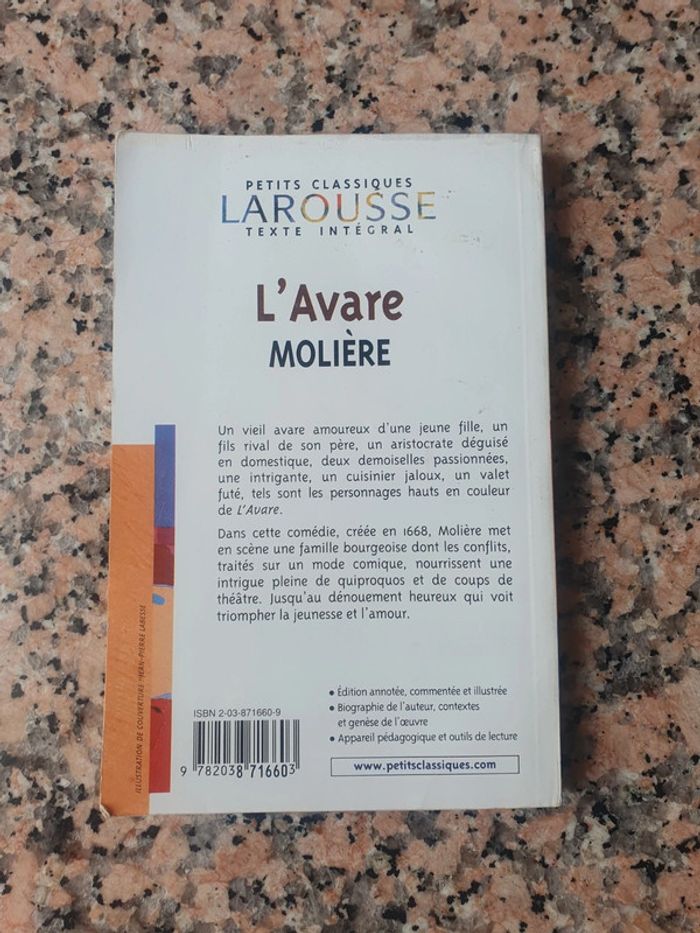 PETITS CLASSIQUES
LAROUSSE
TEXTE INTÉGRAL
L'Avare
MOLIÈRE
Un vieil avare amoureux d'une jeune fille, un
fils rival de son père, un aristocrate déguisé
en domestique, deux demoiselles passionnées,
une intrigante, un cuisinier jaloux, un valet
futé, tels sont les personnages hauts en couleur
de L'Avare.
Dans cette comédie, créée en 1668, Molière met
en scène une famille bourgeoise dont les conflits,
traités sur un mode comique, nourrissent une
intrigue pleine de quiproquos et de coups de
théâtre. Jusqu'au dénouement heureux qui voit
triompher la jeunesse et l'amour.
ILLUSTRATION DE COUVERTURE : JEAN-PIERRE LABESSE
ISBN 2-03-871660-9
9 782038 716603
• Édition annotée, commentée et illustrée
• Biographie de l'auteur, contextes
et genèse de l'œuvre
• Appareil pédagogique et outils de lecture
www.petitsclassiques.com